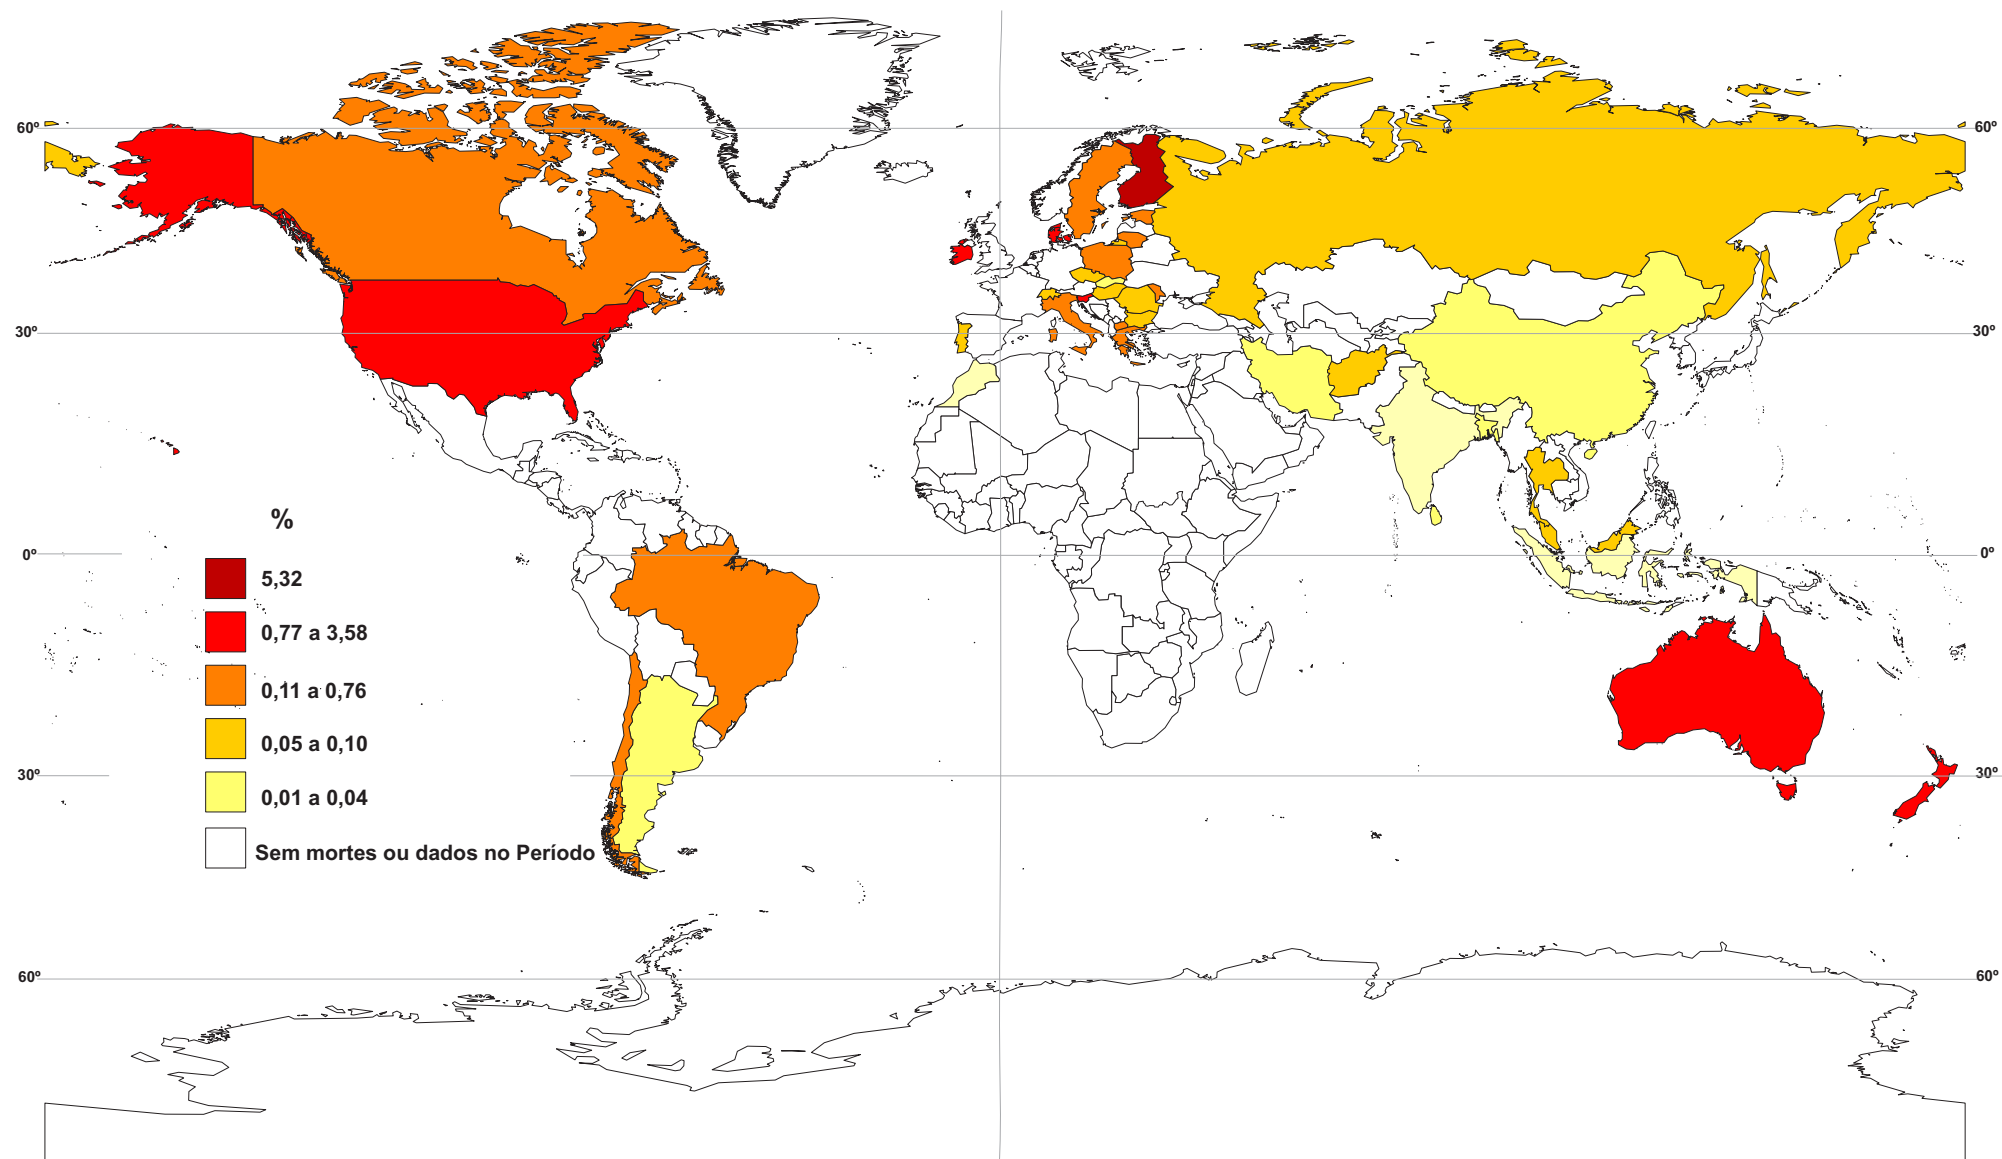 60º
60º
30º
30º
%
0º
0º
5,32
0,77 a 3,58
0,11 a 0,76
0,05 a 0,10
30º
30º
0,01 a 0,04
Sem mortes ou dados no Período
60º
60º